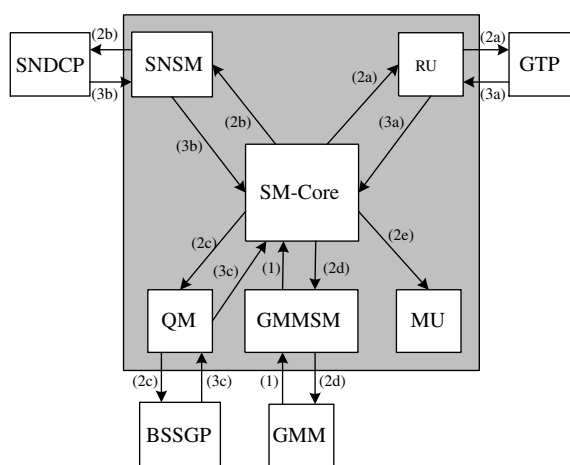 (2b)
(2a)
SNDCP
SNSM
RU
GTP
(3b)
(2a)
(3a)
(2b)
(3a)
(3b)
SM-Core
(2c)
(2e)
(3c)
(1)
(2d)
QM
GMMSM
MU
(2c)
(3c)
(1)
(2d)
BSSGP
GMM